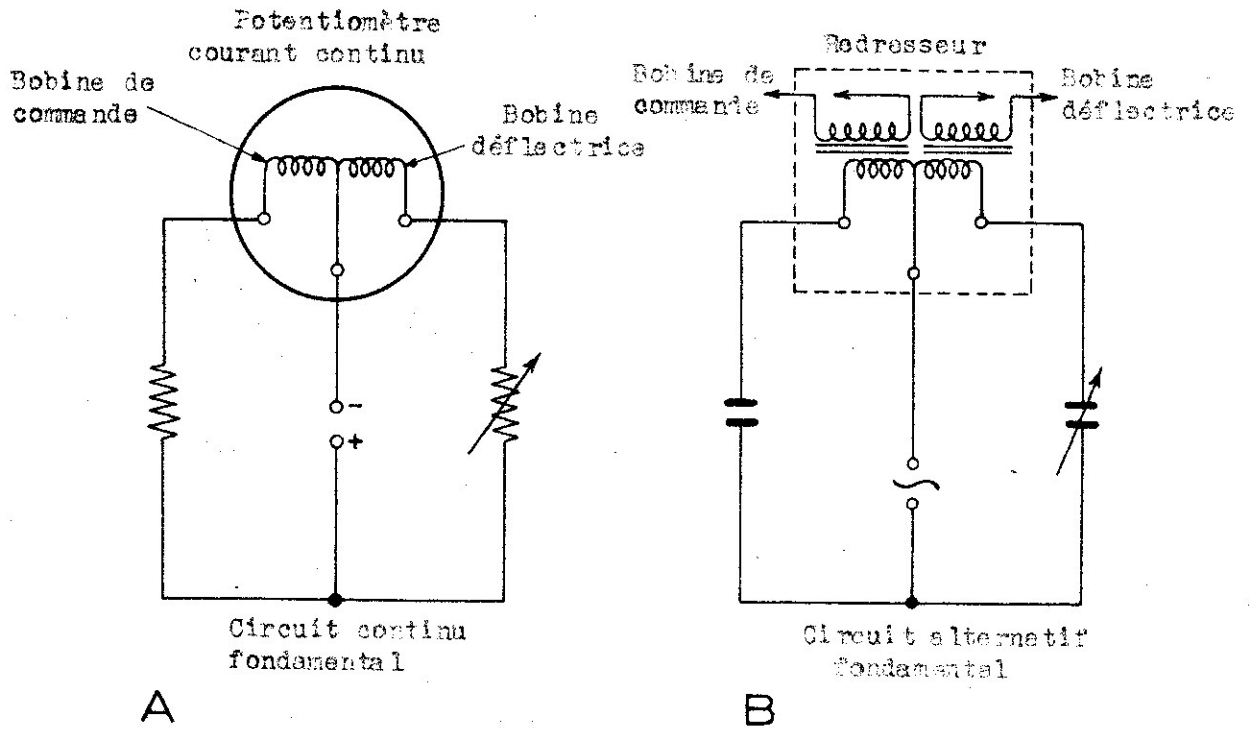 Potentiomètre
courant continu
Bobine de
commande
Bobine
déflectrice
-
+
Circuit continu
fondamental
A
Redresseur
Bobine de
commande
Bobine
déflectrice
Circuit alternatif
fondamental
B